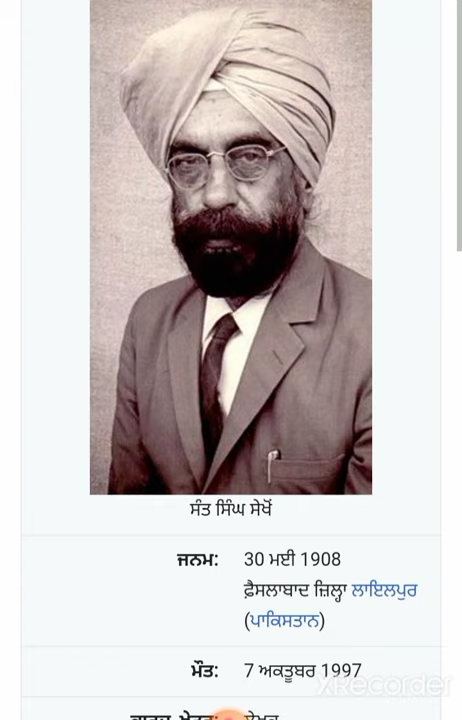 ਸੰਤ ਸਿੰਘ ਸੇਖੋਂ
ਜਨਮ: 30 ਮਈ 1908
ਫ਼ੈਸਲਾਬਾਦ ਜ਼ਿਲ੍ਹਾ ਲਾਇਲਪੁਰ
(ਪਾਕਿਸਤਾਨ)
ਮੌਤ: 7 ਅਕਤੂਬਰ 1997
XRecorder